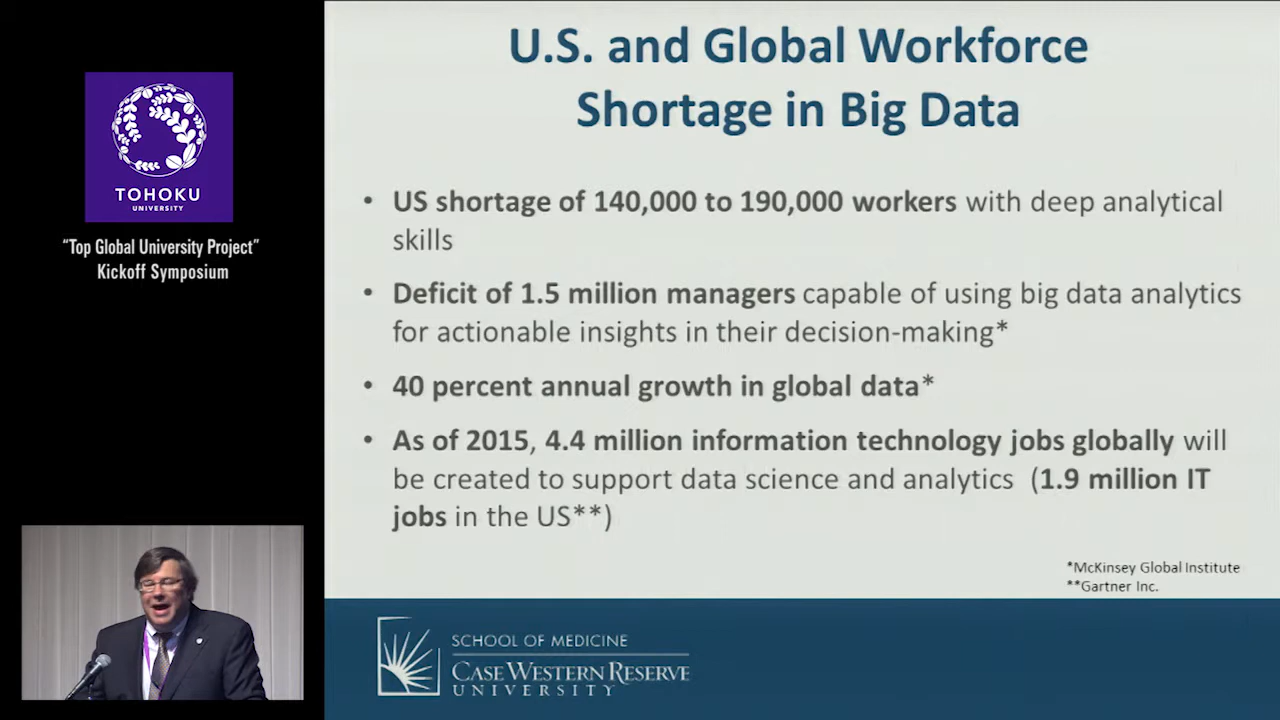 TOHOKU
UNIVERSITY
“Top Global University Project”
Kickoff Symposium
U.S. and Global Workforce
Shortage in Big Data
• US shortage of 140,000 to 190,000 workers with deep analytical
skills
• Deficit of 1.5 million managers capable of using big data analytics
for actionable insights in their decision-making*
• 40 percent annual growth in global data*
• As of 2015, 4.4 million information technology jobs globally will
be created to support data science and analytics (1.9 million IT
jobs in the US**)
*McKinsey Global Institute
**Gartner Inc.
SCHOOL OF MEDICINE
CASE WESTERN RESERVE
UNIVERSITY